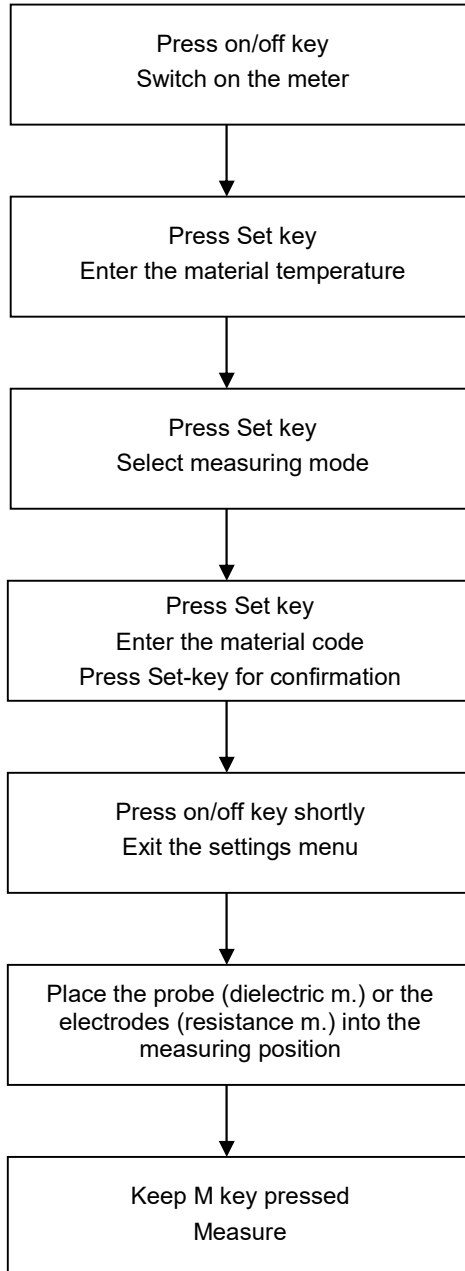 Press on/off key
Switch on the meter
Press Set key
Enter the material temperature
Press Set key
Select measuring mode
Press Set key
Enter the material code
Press Set-key for confirmation
Press on/off key shortly
Exit the settings menu
Place the probe (dielectric m.) or the
electrodes (resistance m.) into the
measuring position
Keep M key pressed
Measure